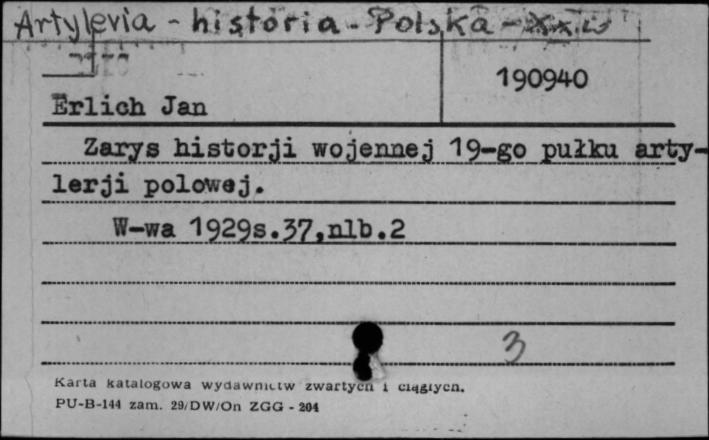 Artyleria - historia - Polska - XX w
190940
Erlich Jan
Zarys historji wojennej 19-go pułku arty-
lerji polowej.
W-wa 1929s.37,nlb.2
3
Karta katalogowa wydawnictw zwartych i ciągłych.
PU-B-144 zam. 29/DW/On ZGG - 204